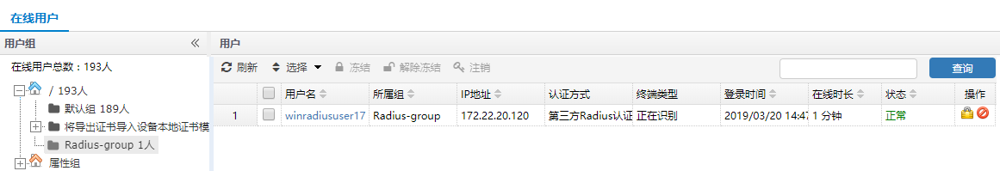 在线用户
用户组
在线用户总数：193人
/ 193人
默认组 189人
将导出证书导入设备本地证书模
Radius-group 1人
属性组
用户
刷新 选择 冻结 解除冻结 注销 查询
用户名 所属组 IP地址 认证方式 终端类型 登录时间 在线时长 状态 操作
1 winradiususer17 Radius-group 172.22.20.120 第三方Radius认证 正在识别 2019/03/20 14:47 1 分钟 正常